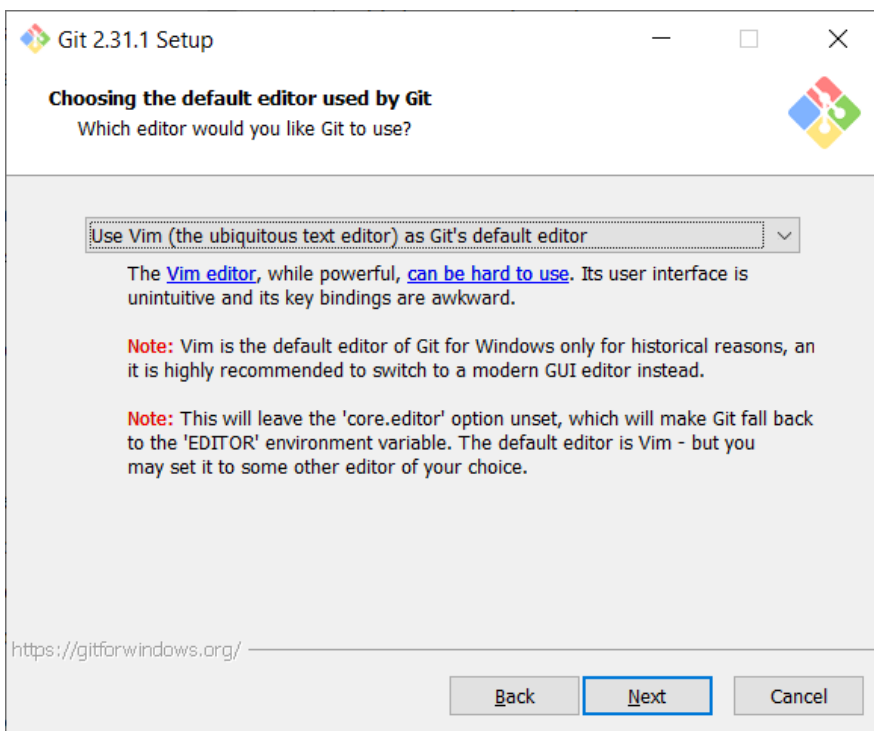 Git 2.31.1 Setup
Choosing the default editor used by Git
Which editor would you like Git to use?
Use Vim (the ubiquitous text editor) as Git's default editor
The Vim editor, while powerful, can be hard to use. Its user interface is
unintuitive and its key bindings are awkward.
Note: Vim is the default editor of Git for Windows only for historical reasons, an
it is highly recommended to switch to a modern GUI editor instead.
Note: This will leave the 'core.editor' option unset, which will make Git fall back
to the 'EDITOR' environment variable. The default editor is Vim - but you
may set it to some other editor of your choice.
https://gitforwindows.org/
Back
Next
Cancel